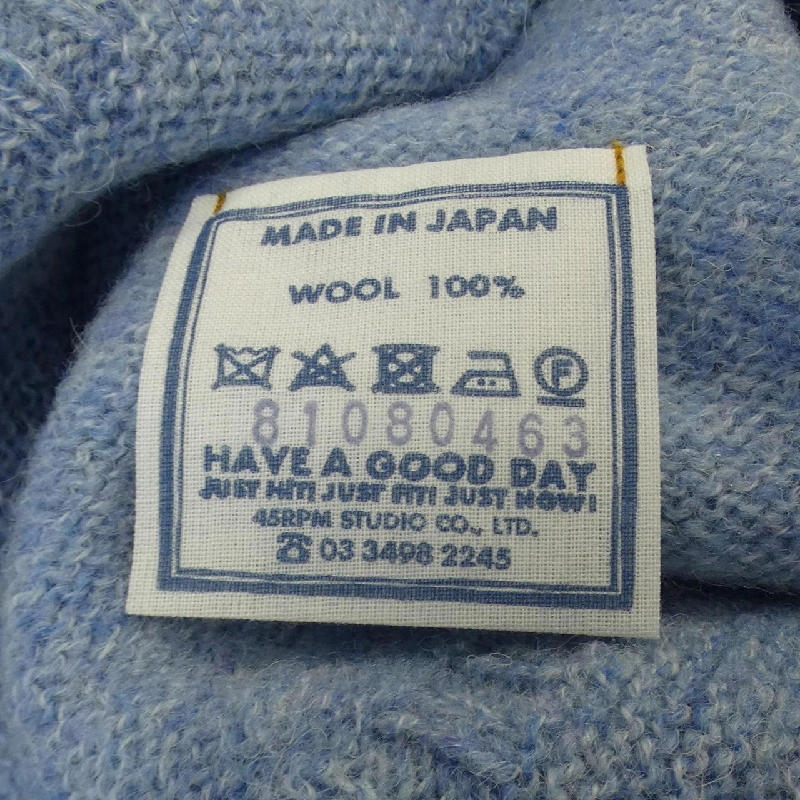 MADE IN JAPAN
WOOL 100%
F
81080463
HAVE A GOOD DAY
JUST HIT! JUST FIT! JUST NOW!
45RPM STUDIO CO., LTD.
☎ 03 3498 2245